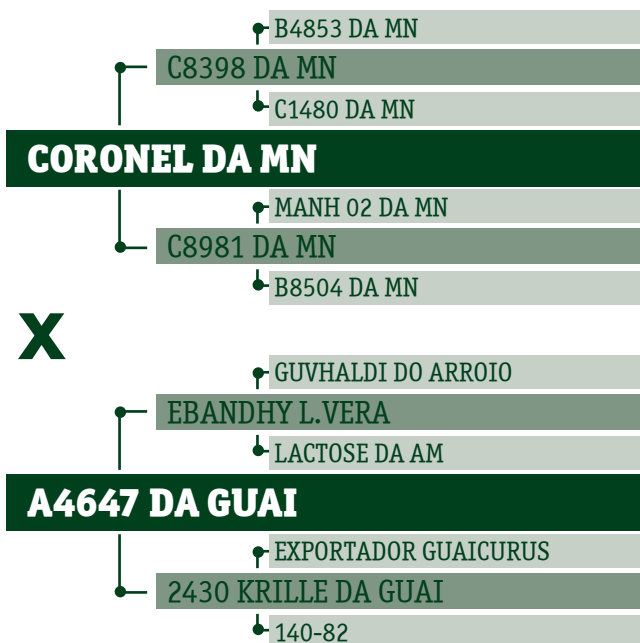 B4853 DA MN
C8398 DA MN
C1480 DA MN
CORONEL DA MN
MANH 02 DA MN
C8981 DA MN
B8504 DA MN
X
GUVHALDI DO ARROIO
EBANDHY L.VERA
LACTOSE DA AM
A4647 DA GUAI
EXPORTADOR GUAICURUS
2430 KRILLE DA GUAI
140-82